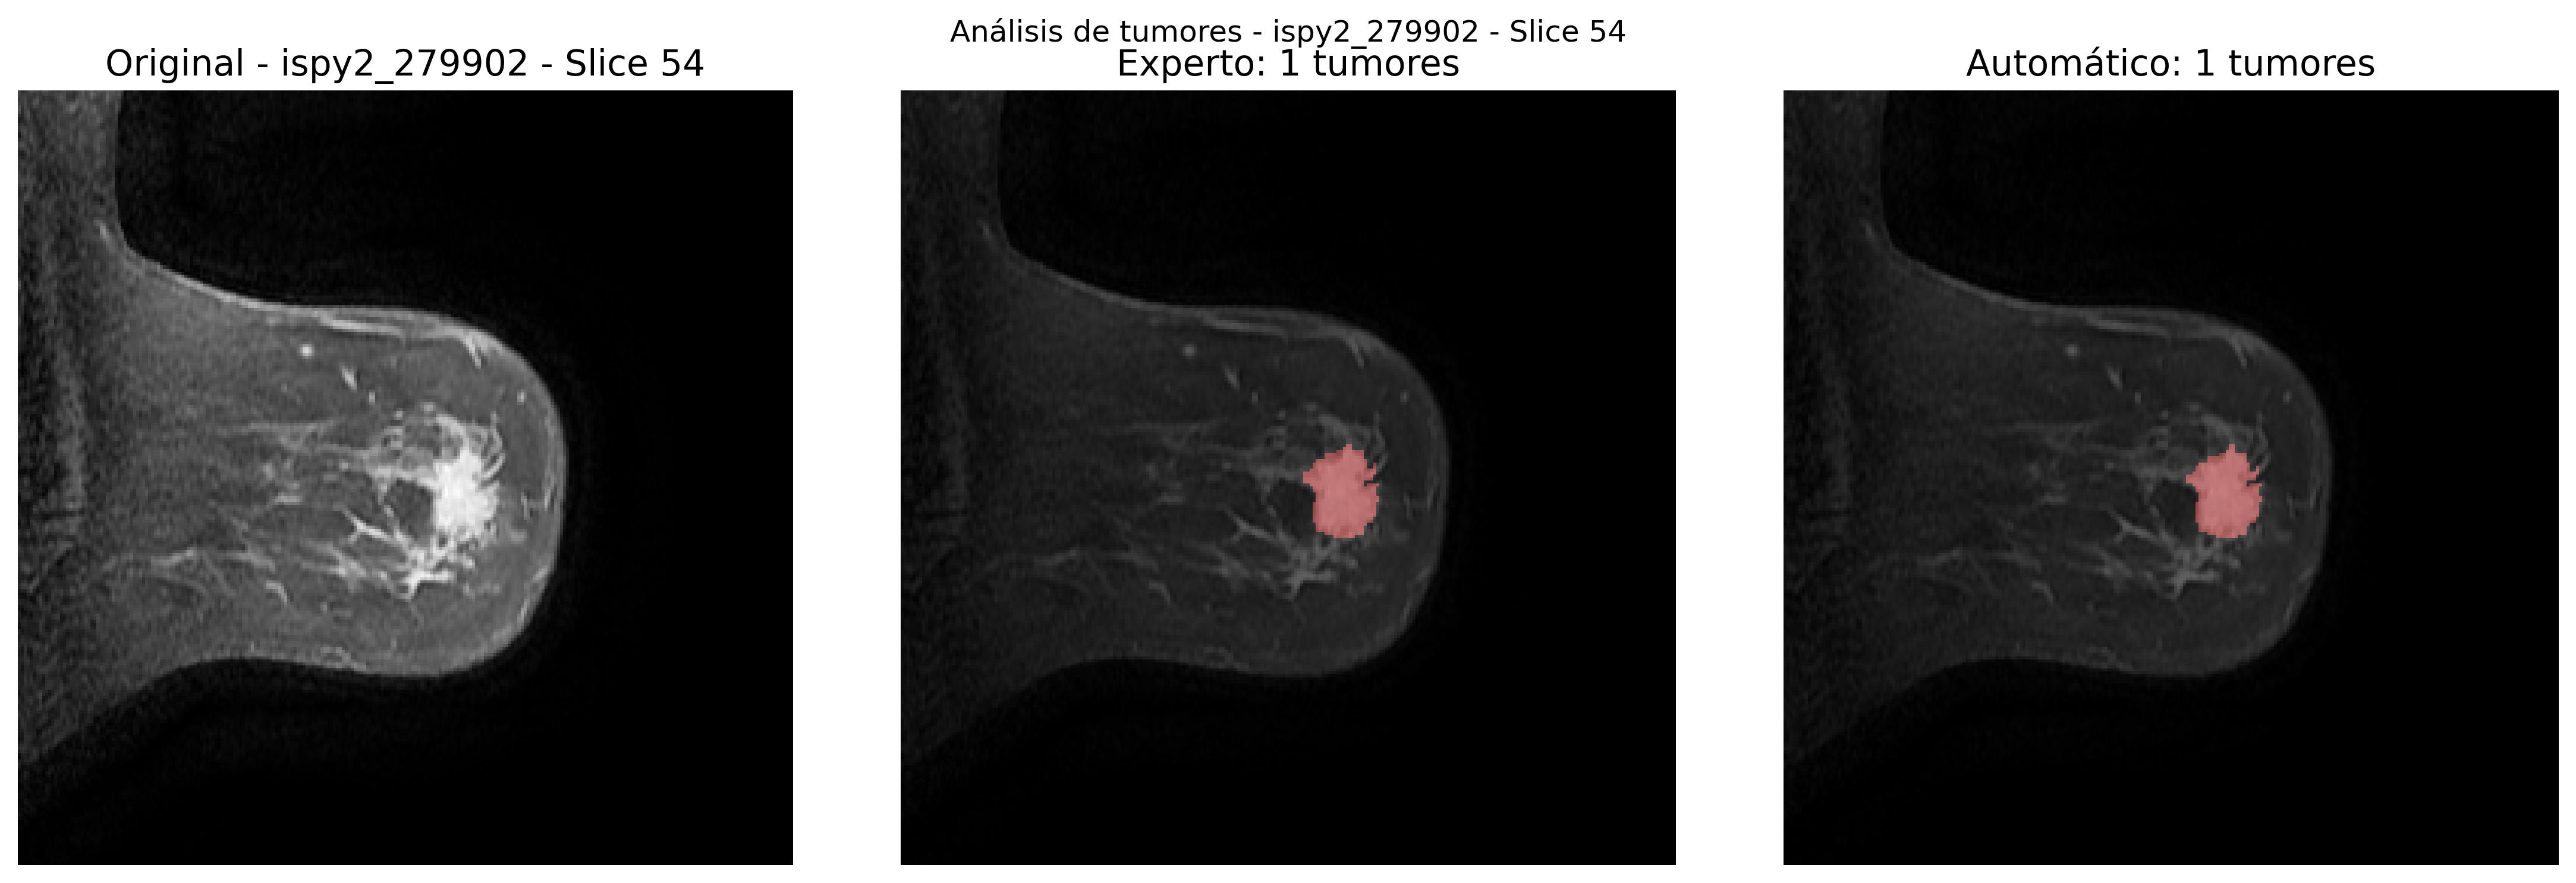 Análisis de tumores - ispy2_279902 - Slice 54
Original - ispy2_279902 - Slice 54
Experto: 1 tumores
Automático: 1 tumores